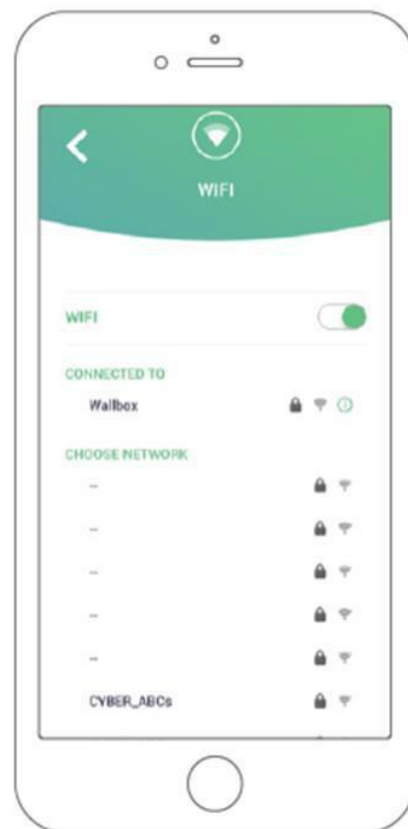 WIFI
WIFI
CONNECTED TO
Wallbox
CHOOSE NETWORK
--
--
--
--
--
CYBER_ABCs